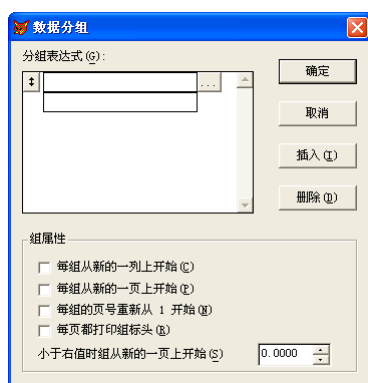 数据分组
分组表达式(G):
...
确定
取消
插入(I)
删除(D)
组属性
每组从新的一列上开始(C)
每组从新的一页上开始(P)
每组的页号重新从 1 开始(N)
每页都打印组标头(R)
小于右值时组从新的一页上开始(S)
0.0000